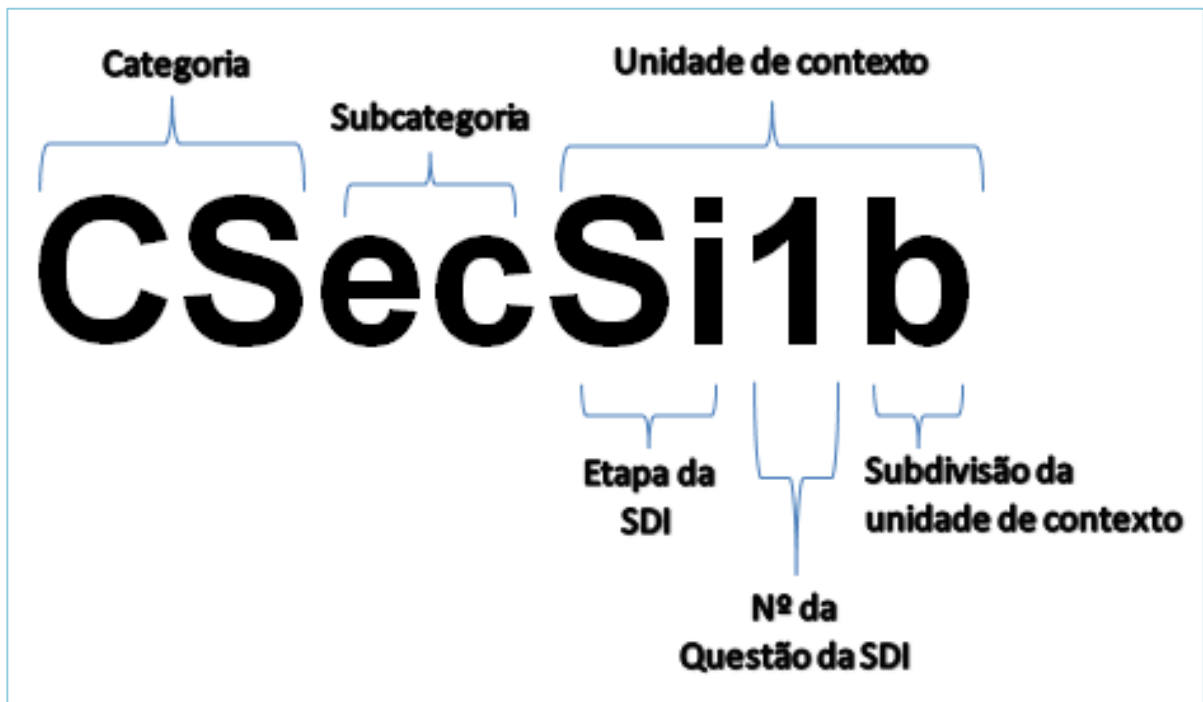 Categoria
Unidade de contexto
Subcategoria
CSecSi1b
Etapa da
SDI
Subdivisão da
unidade de contexto
Nº da
Questão da SDI